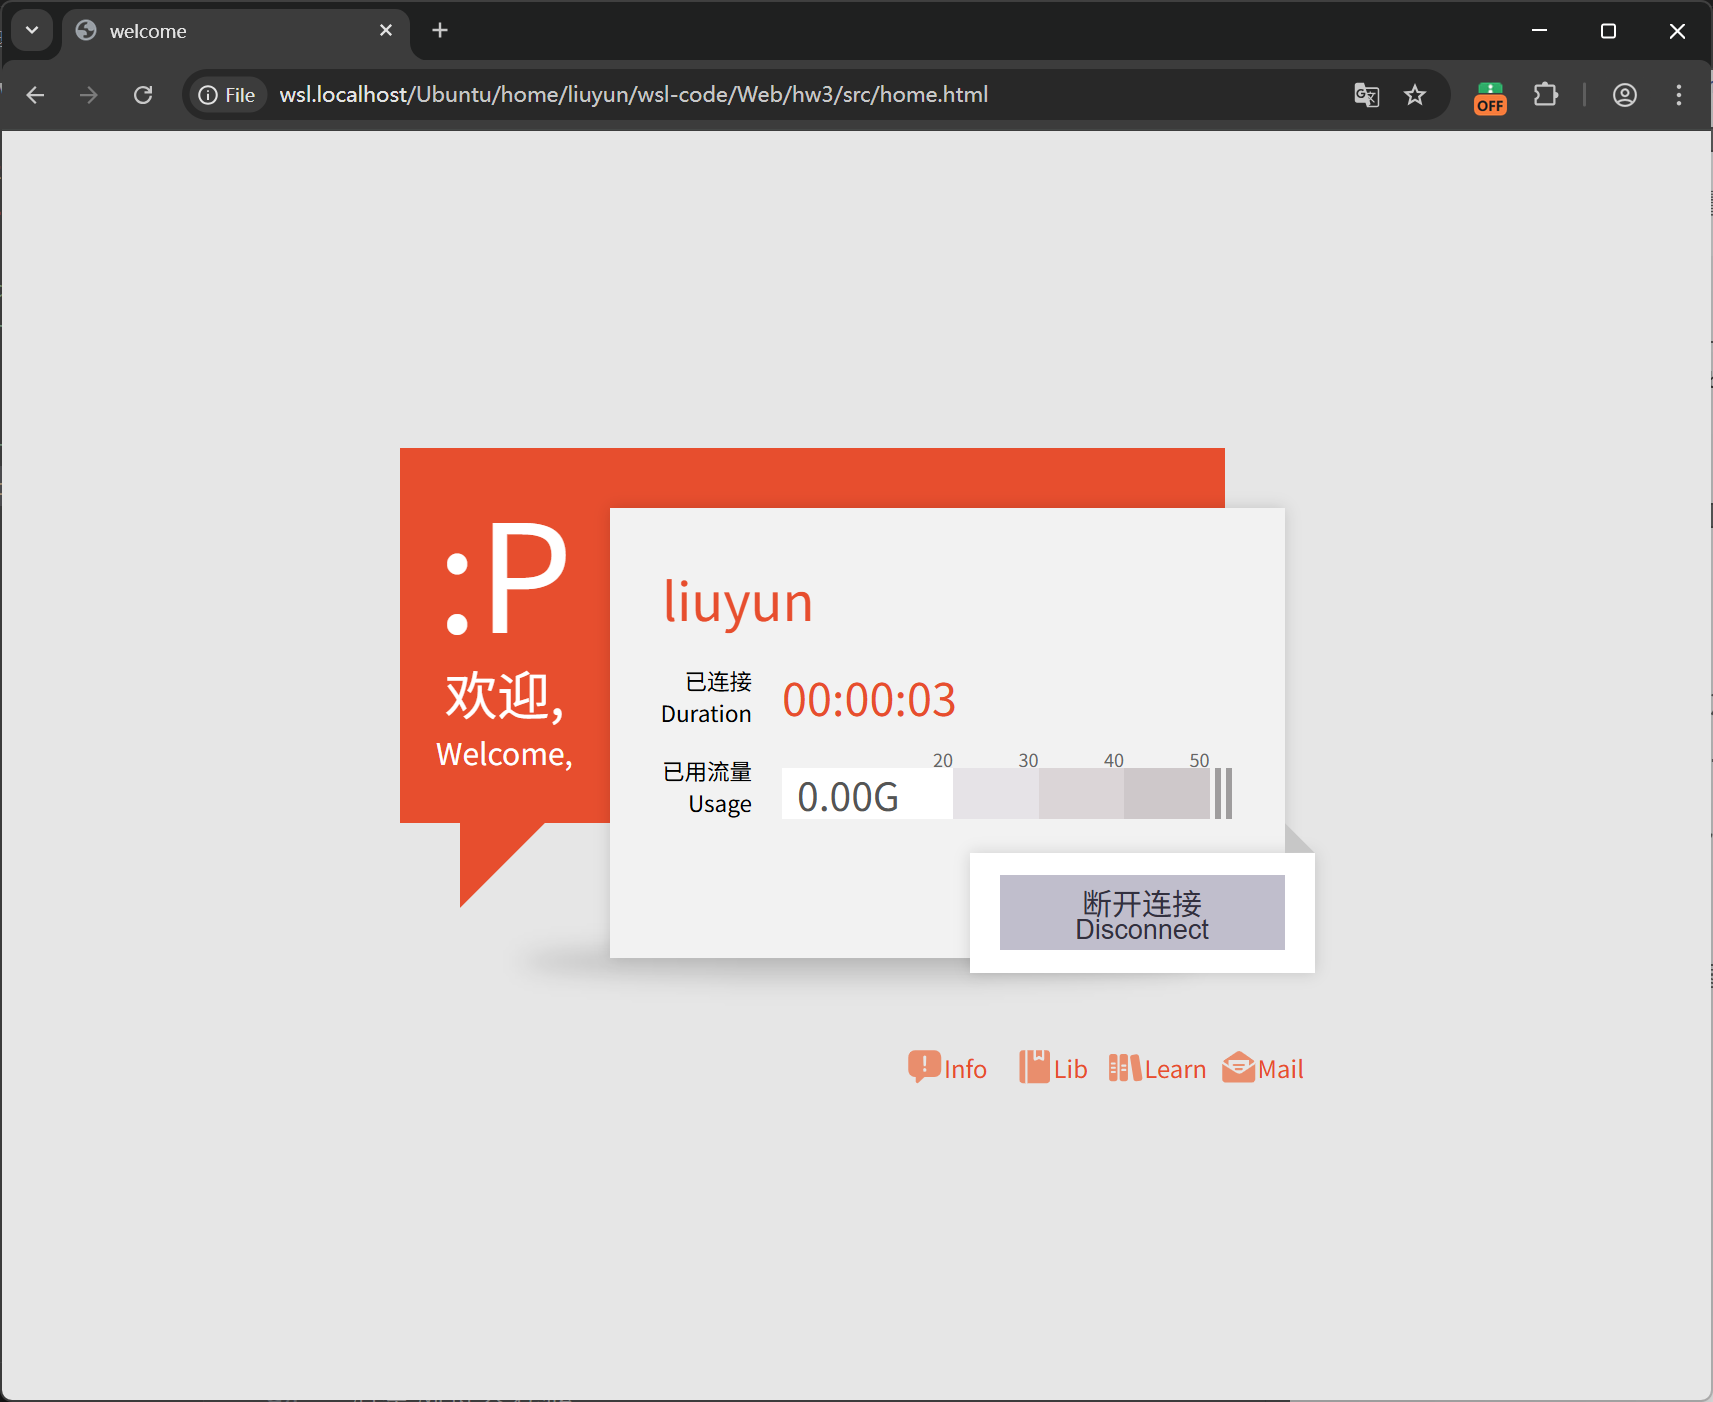 welcome
File
wsl.localhost/Ubuntu/home/liuyun/wsl-code/Web/hw3/src/home.html
OFF
:P
欢迎,
Welcome,
liuyun
已连接
Duration
00:00:03
已用流量
Usage
20 30 40 50
0.00G
断开连接
Disconnect
Info Lib Learn Mail